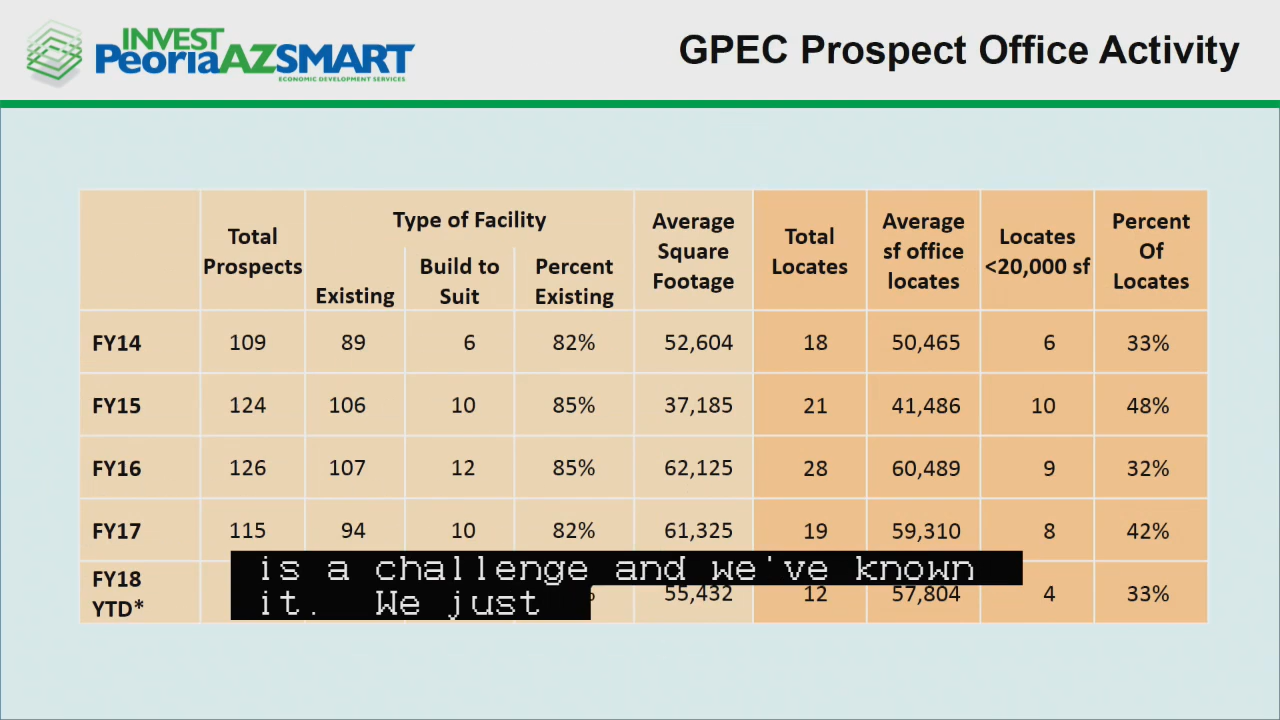 INVEST
PeoriaAZSMART
ECONOMIC DEVELOPMENT SERVICES
GPEC Prospect Office Activity
Total Prospects Type of Facility Existing Build to Suit Percent Existing Average Square Footage Total Locates Average sf office locates Locates <20,000 sf Percent Of Locates
FY14 109 89 6 82% 52,604 18 50,465 6 33%
FY15 124 106 10 85% 37,185 21 41,486 10 48%
FY16 126 107 12 85% 62,125 28 60,489 9 32%
FY17 115 94 10 82% 61,325 19 59,310 8 42%
FY18 YTD* 55,432 12 57,804 4 33%
is a challenge and we've known
it. We just